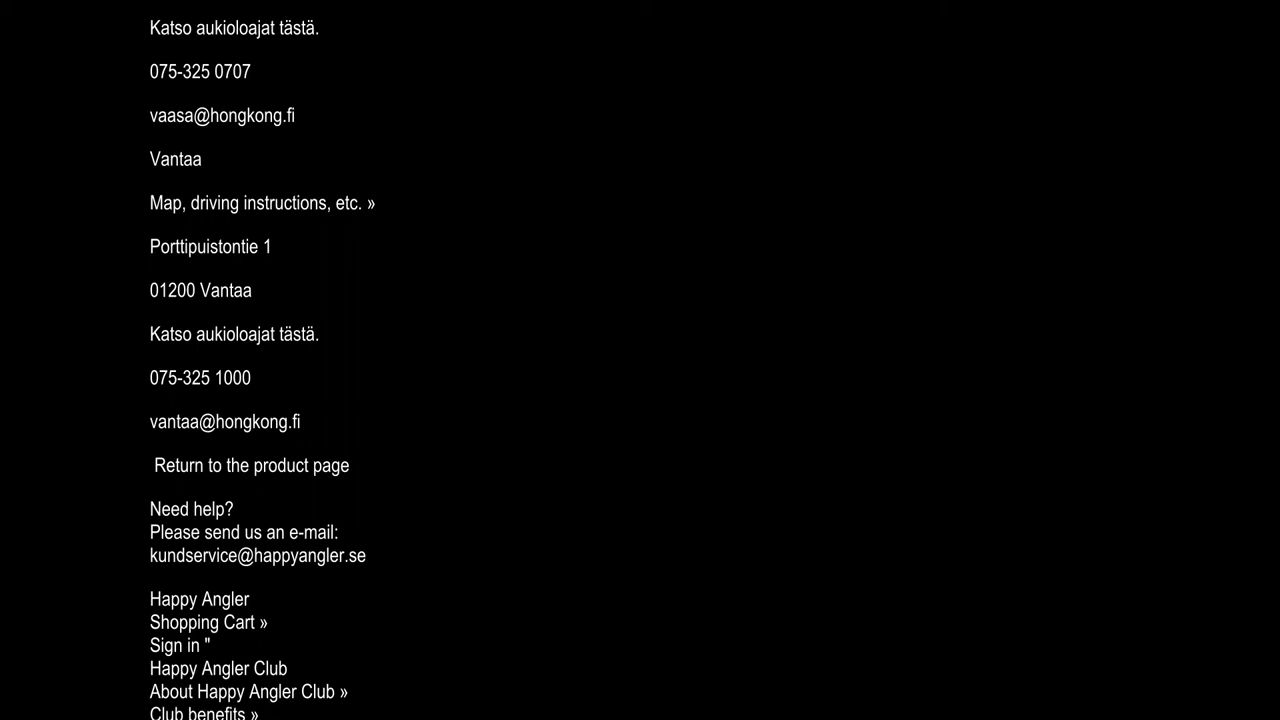 Katso aukioloajat tästä.
075-325 0707
vaasa@hongkong.fi
Vantaa
Map, driving instructions, etc. »
Porttipuistontie 1
01200 Vantaa
Katso aukioloajat tästä.
075-325 1000
vantaa@hongkong.fi
Return to the product page
Need help?
Please send us an e-mail:
kundservice@happyangler.se
Happy Angler
Shopping Cart »
Sign in "
Happy Angler Club
About Happy Angler Club »
Club benefits »